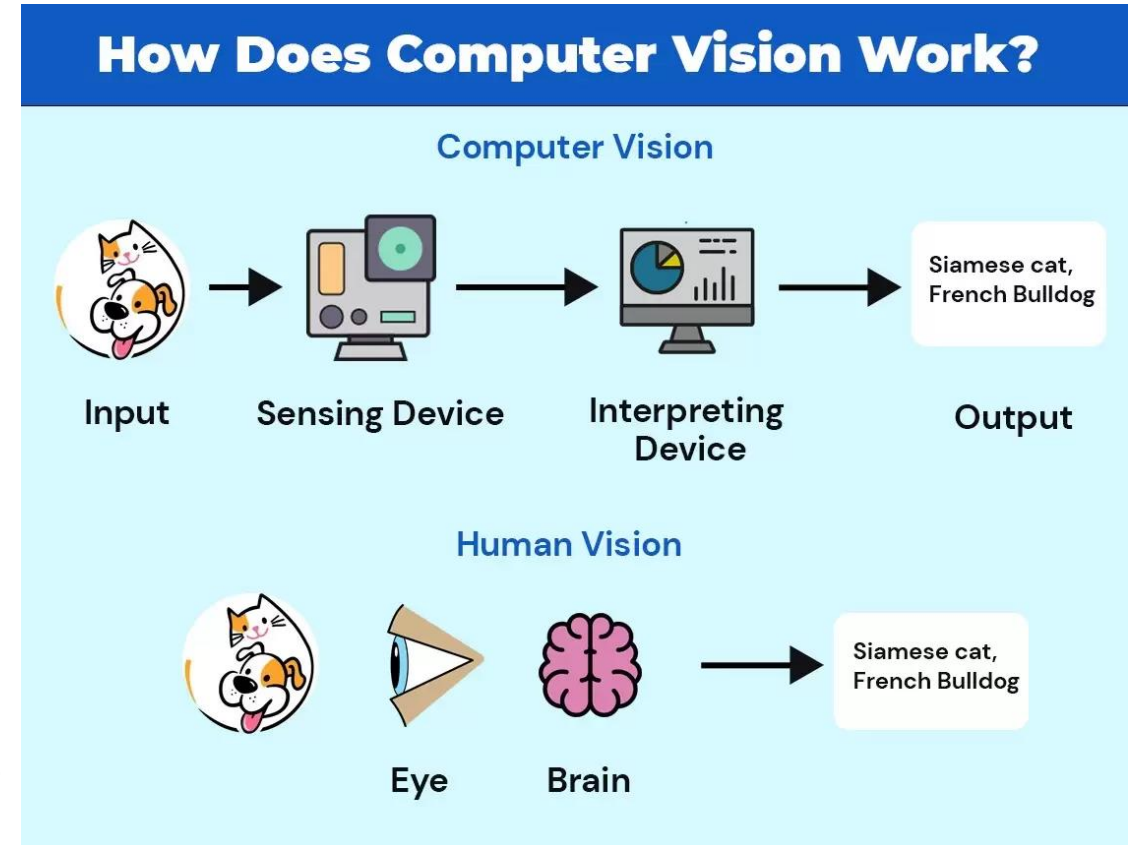 How Does Computer Vision Work?
Computer Vision
Siamese cat,
French Bulldog
Input
Sensing Device
Interpreting
Device
Output
Human Vision
Siamese cat,
French Bulldog
Eye
Brain